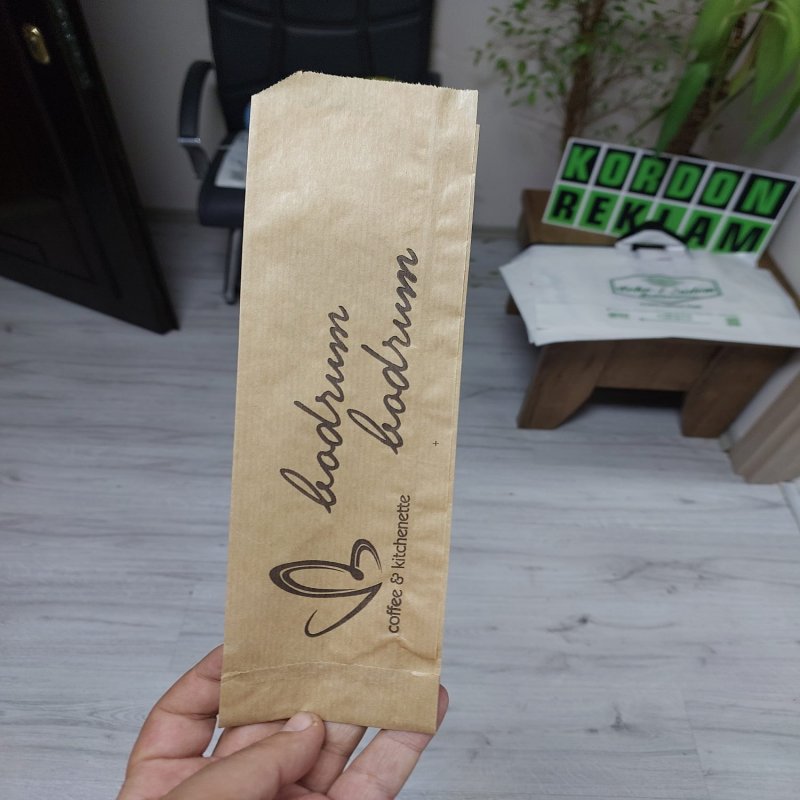 bodrum
bodrum
coffee & kitchenette
KORDON
REKLAM